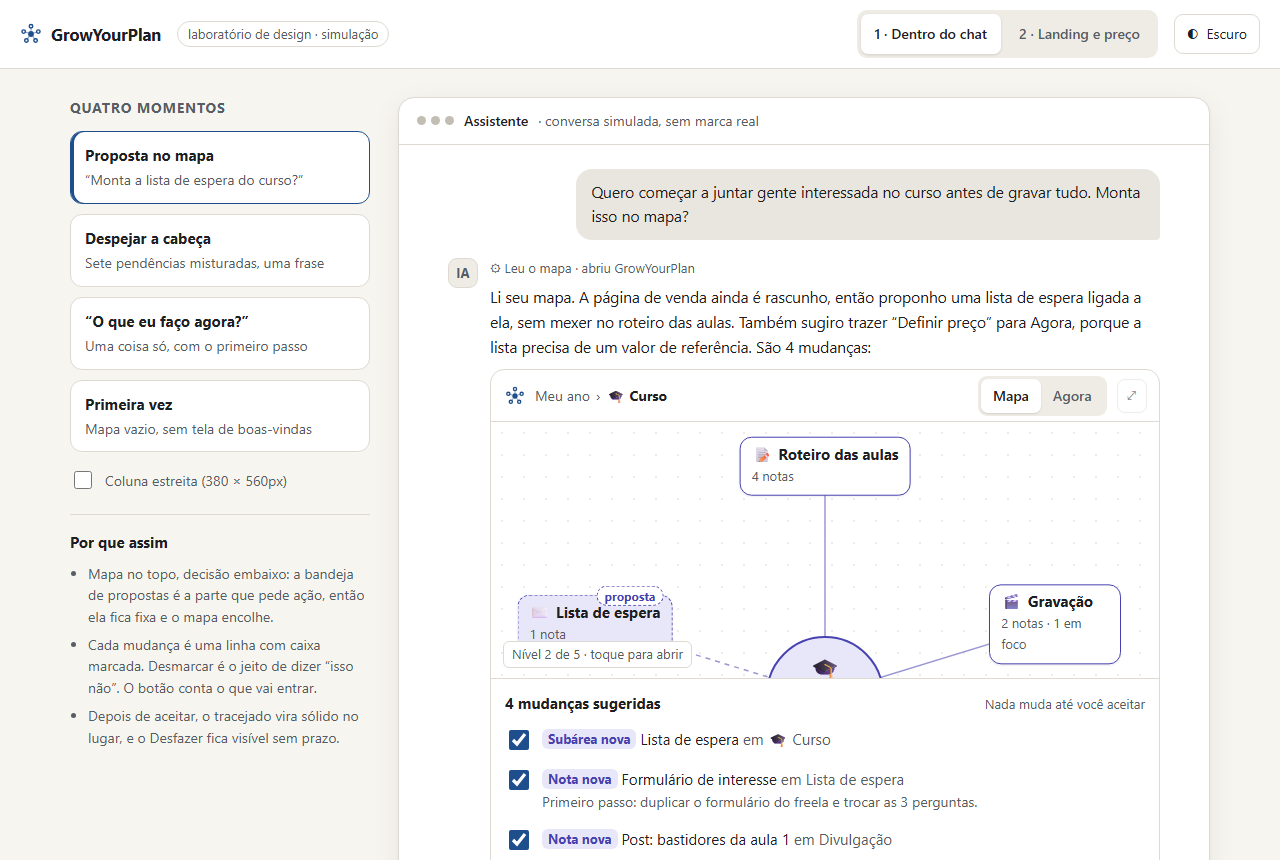 GrowYourPlan
laboratório de design · simulação
1 · Dentro do chat
2 · Landing e preço
Escuro
QUATRO MOMENTOS
Proposta no mapa
“Monta a lista de espera do curso?”
Despejar a cabeça
Sete pendências misturadas, uma frase
“O que eu faço agora?”
Uma coisa só, com o primeiro passo
Primeira vez
Mapa vazio, sem tela de boas-vindas
Coluna estreita (380 × 560px)
Por que assim
Mapa no topo, decisão embaixo: a bandeja
de propostas é a parte que pede ação, então
ela fica fixa e o mapa encolhe.
Cada mudança é uma linha com caixa
marcada. Desmarcar é o jeito de dizer “isso
não”. O botão conta o que vai entrar.
Depois de aceitar, o tracejado vira sólido no
lugar, e o Desfazer fica visível sem prazo.
Assistente · conversa simulada, sem marca real
Quero começar a juntar gente interessada no curso antes de gravar tudo. Monta
isso no mapa?
IA
Leu o mapa · abriu GrowYourPlan
Li seu mapa. A página de venda ainda é rascunho, então proponho uma lista de espera ligada a
ela, sem mexer no roteiro das aulas. Também sugiro trazer “Definir preço” para Agora, porque a
lista precisa de um valor de referência. São 4 mudanças:
Meu ano › Curso
Mapa
Agora
Roteiro das aulas
4 notas
proposta
Lista de espera
1 nota
Nível 2 de 5 · toque para abrir
Gravação
2 notas · 1 em
foco
4 mudanças sugeridas
Nada muda até você aceitar
Subárea nova Lista de espera em Curso
Nota nova Formulário de interesse em Lista de espera
Primeiro passo: duplicar o formulário do freela e trocar as 3 perguntas.
Nota nova Post: bastidores da aula 1 em Divulgação